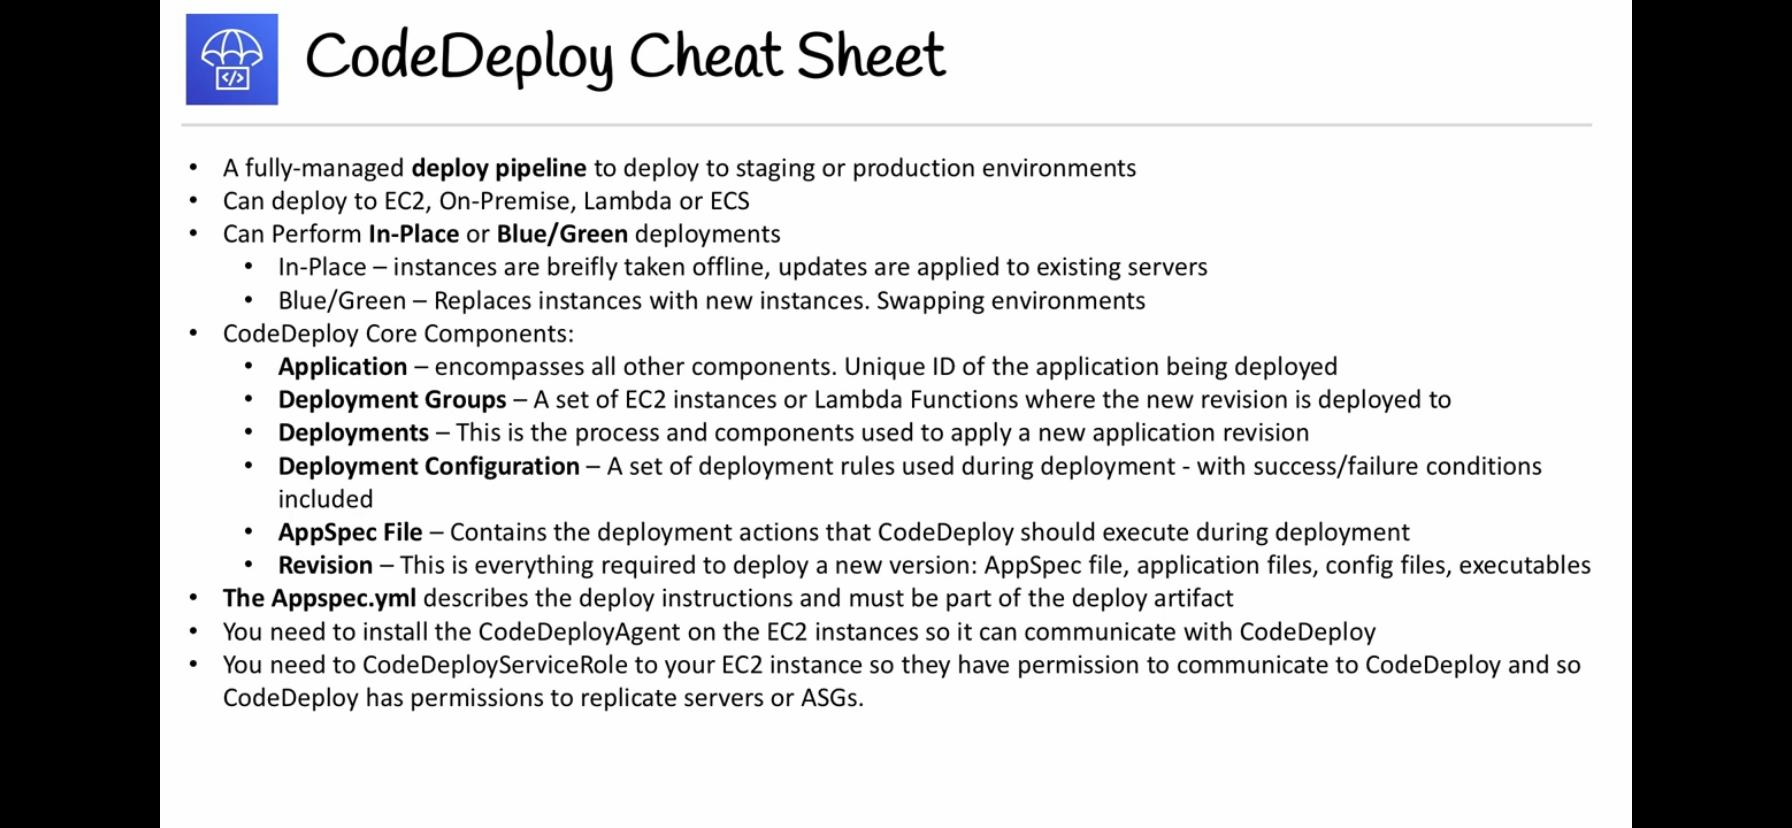 </>
CodeDeploy Cheat Sheet
• A fully-managed deploy pipeline to deploy to staging or production environments
• Can deploy to EC2, On-Premise, Lambda or ECS
• Can Perform In-Place or Blue/Green deployments
• In-Place – instances are breifly taken offline, updates are applied to existing servers
• Blue/Green – Replaces instances with new instances. Swapping environments
• CodeDeploy Core Components:
• Application – encompasses all other components. Unique ID of the application being deployed
• Deployment Groups – A set of EC2 instances or Lambda Functions where the new revision is deployed to
• Deployments – This is the process and components used to apply a new application revision
• Deployment Configuration – A set of deployment rules used during deployment - with success/failure conditions
included
• AppSpec File – Contains the deployment actions that CodeDeploy should execute during deployment
• Revision – This is everything required to deploy a new version: AppSpec file, application files, config files, executables
• The Appspec.yml describes the deploy instructions and must be part of the deploy artifact
• You need to install the CodeDeployAgent on the EC2 instances so it can communicate with CodeDeploy
• You need to CodeDeployServiceRole to your EC2 instance so they have permission to communicate to CodeDeploy and so
CodeDeploy has permissions to replicate servers or ASGs.